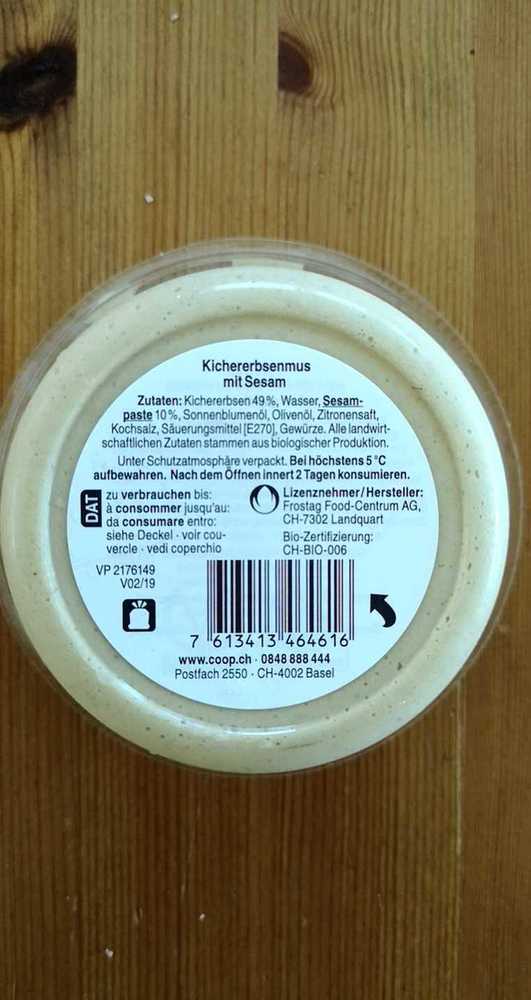 Kichererbsenmus
mit Sesam
Zutaten: Kichererbsen 49%, Wasser, Sesam-
paste 10%, Sonnenblumenöl, Olivenöl, Zitronensaft,
Kochsalz, Säuerungsmittel [E270], Gewürze. Alle landwirt-
schaftlichen Zutaten stammen aus biologischer Produktion.
Unter Schutzatmosphäre verpackt. Bei höchstens 5 °C
aufbewahren. Nach dem Öffnen innert 2 Tagen konsumieren.
DAT
zu verbrauchen bis:
à consommer jusqu'au:
da consumare entro:
siehe Deckel · voir cou-
vercle · vedi coperchio
Lizenznehmer/Hersteller:
Frostag Food-Centrum AG,
CH-7302 Landquart
Bio-Zertifizierung:
CH-BIO-006
VP 2176149
V02/19
7 613413 464616
www.coop.ch · 0848 888 444
Postfach 2550 · CH-4002 Basel